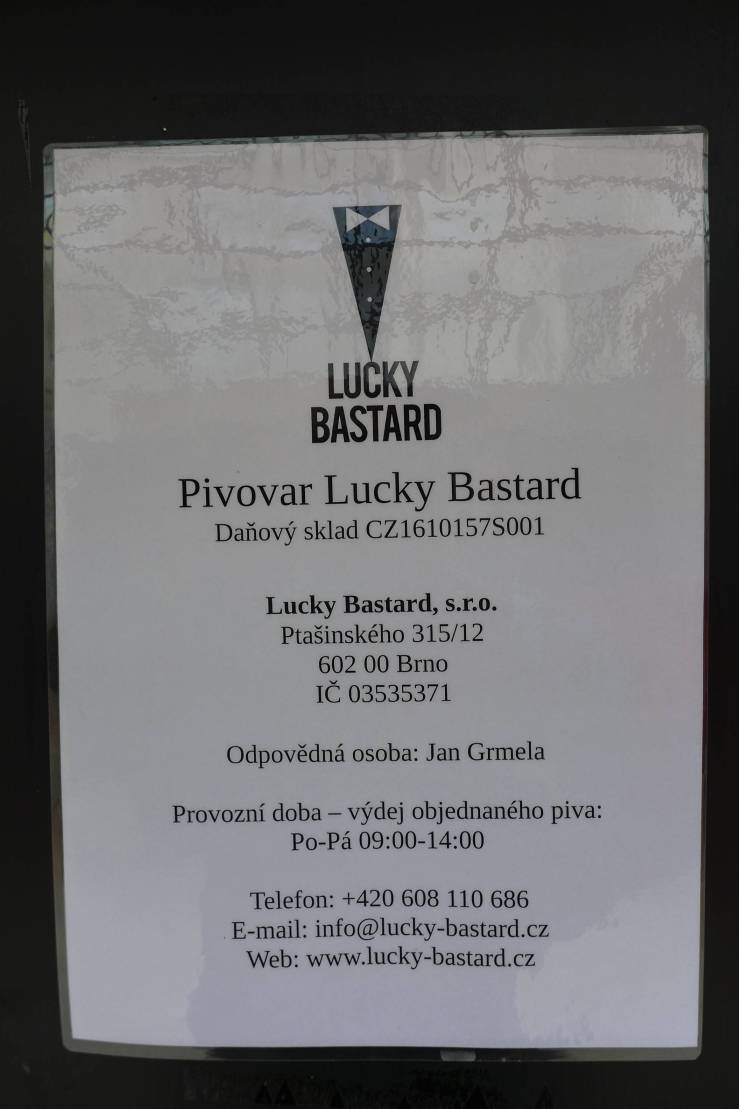 LUCKY
BASTARD
Pivovar Lucky Bastard
Daňový sklad CZ1610157S001
Lucky Bastard, s.r.o.
Ptašinského 315/12
602 00 Brno
IČ 03535371
Odpovědná osoba: Jan Grmela
Provozní doba – výdej objednaného piva:
Po-Pá 09:00-14:00
Telefon: +420 608 110 686
E-mail: info@lucky-bastard.cz
Web: www.lucky-bastard.cz